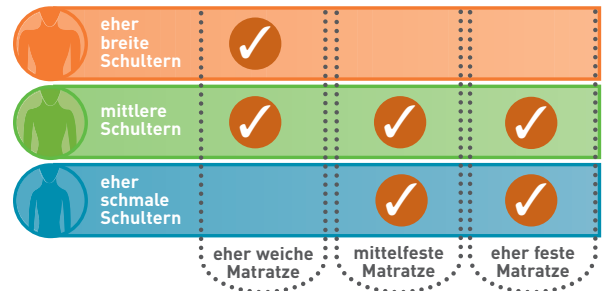 eher
breite
Schultern
mittlere
Schultern
eher
schmale
Schultern
eher weiche
Matratze
mittelfeste
Matratze
eher feste
Matratze